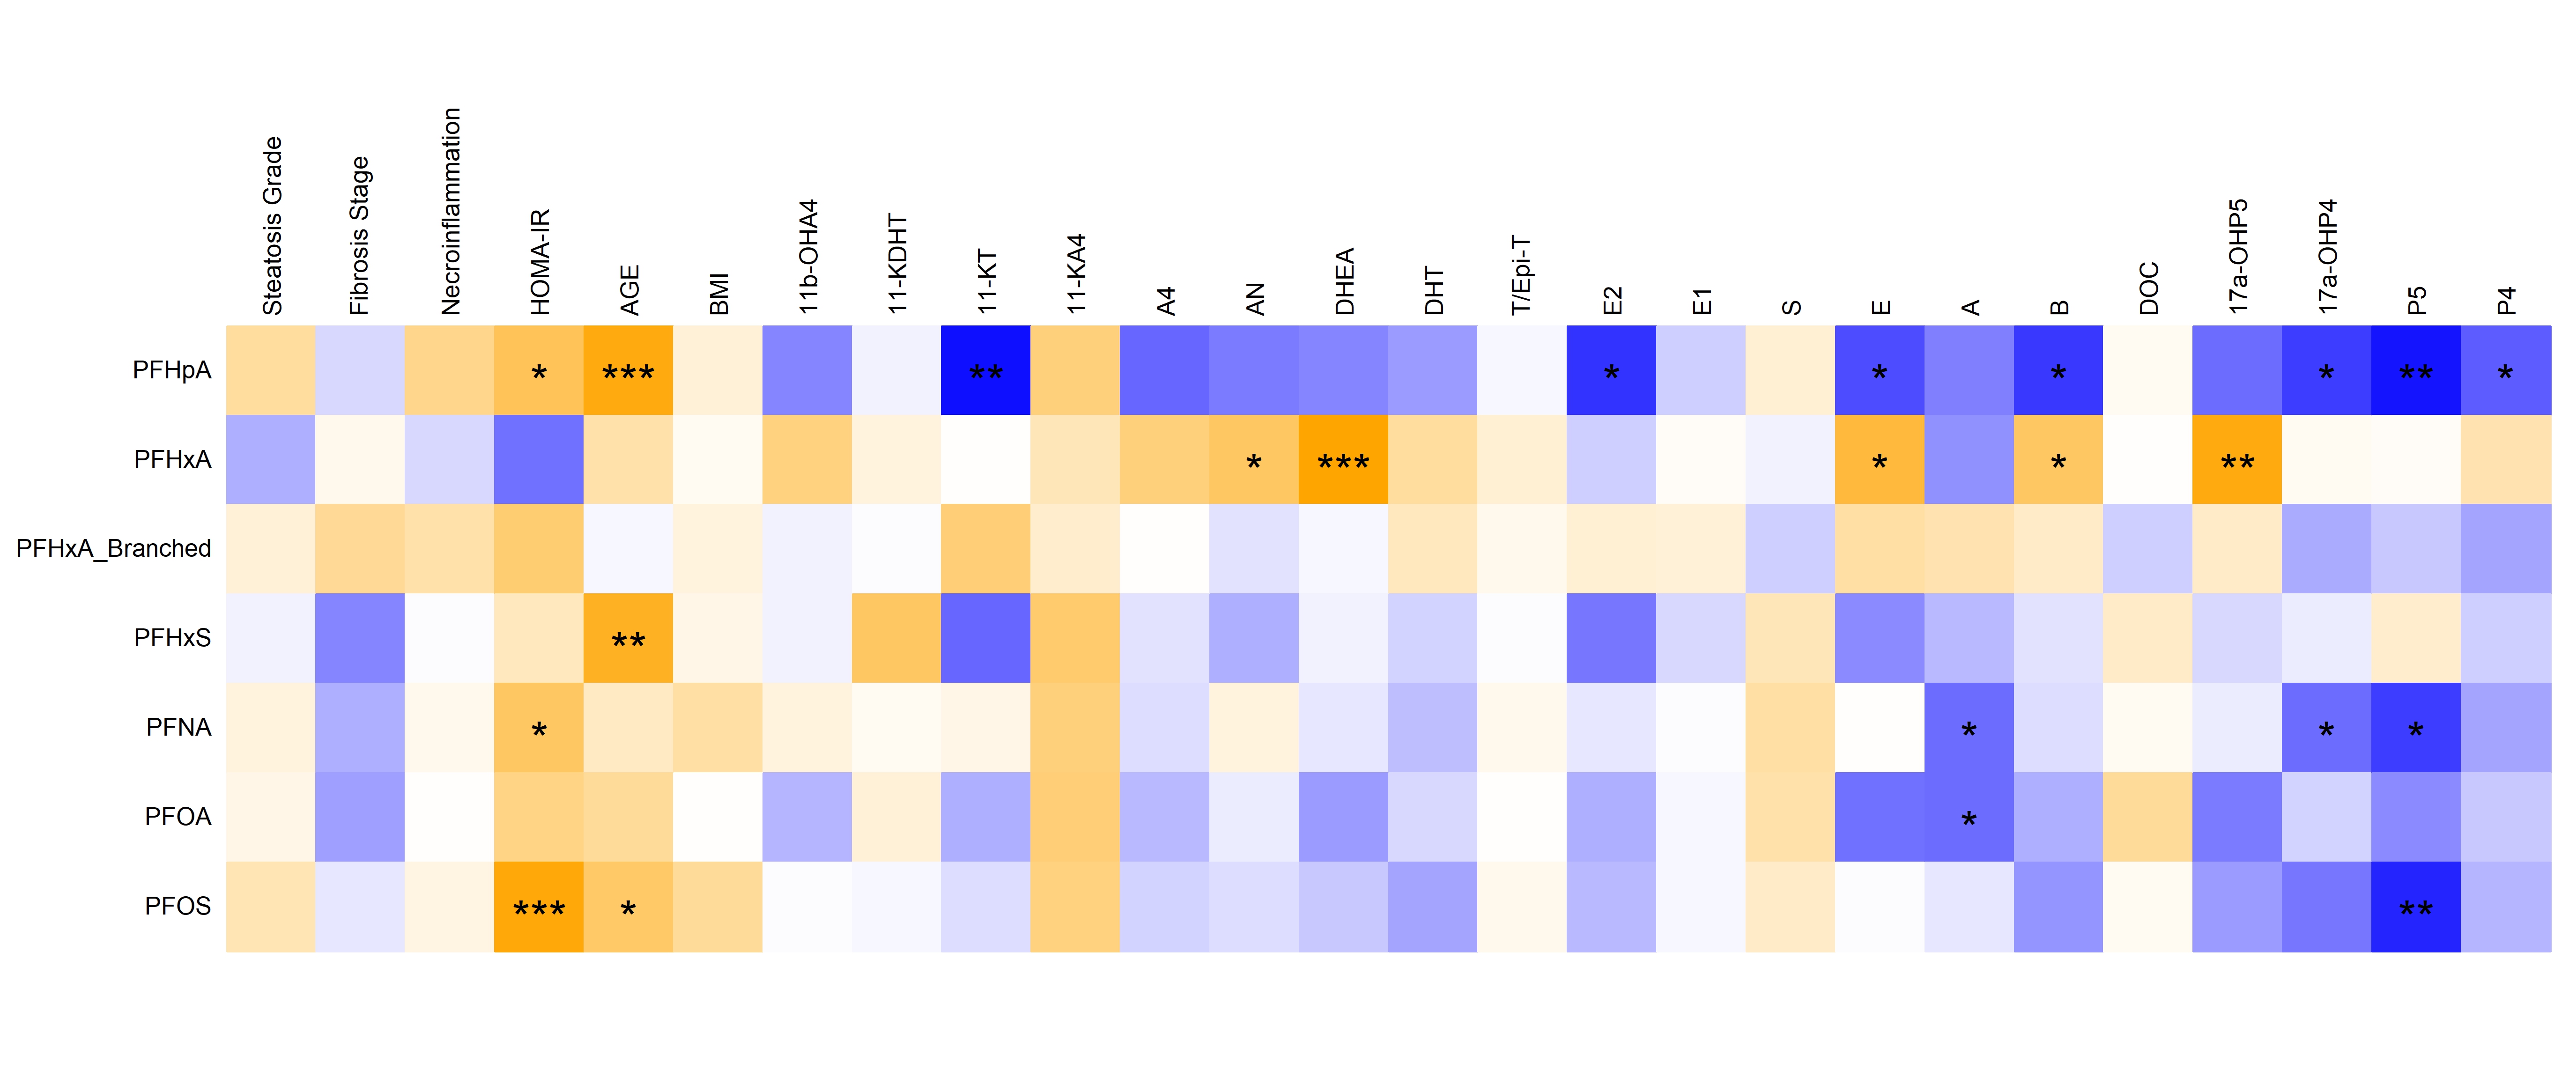 Steatosis Grade
Fibrosis Stage
Necroinflammation
HOMA-IR
AGE
BMI
11b-OHA4
11-KDHT
11-KT
11-KA4
A4
AN
DHEA
DHT
T/Epi-T
E2
E1
S
E
A
B
DOC
17a-OHP5
17a-OHP4
P5
P4
PFHpA * *** ** * * * * ** *
PFHxA * *** * * **
PFHxA_Branched
PFHxS **
PFNA * * * *
PFOA *
PFOS *** * **